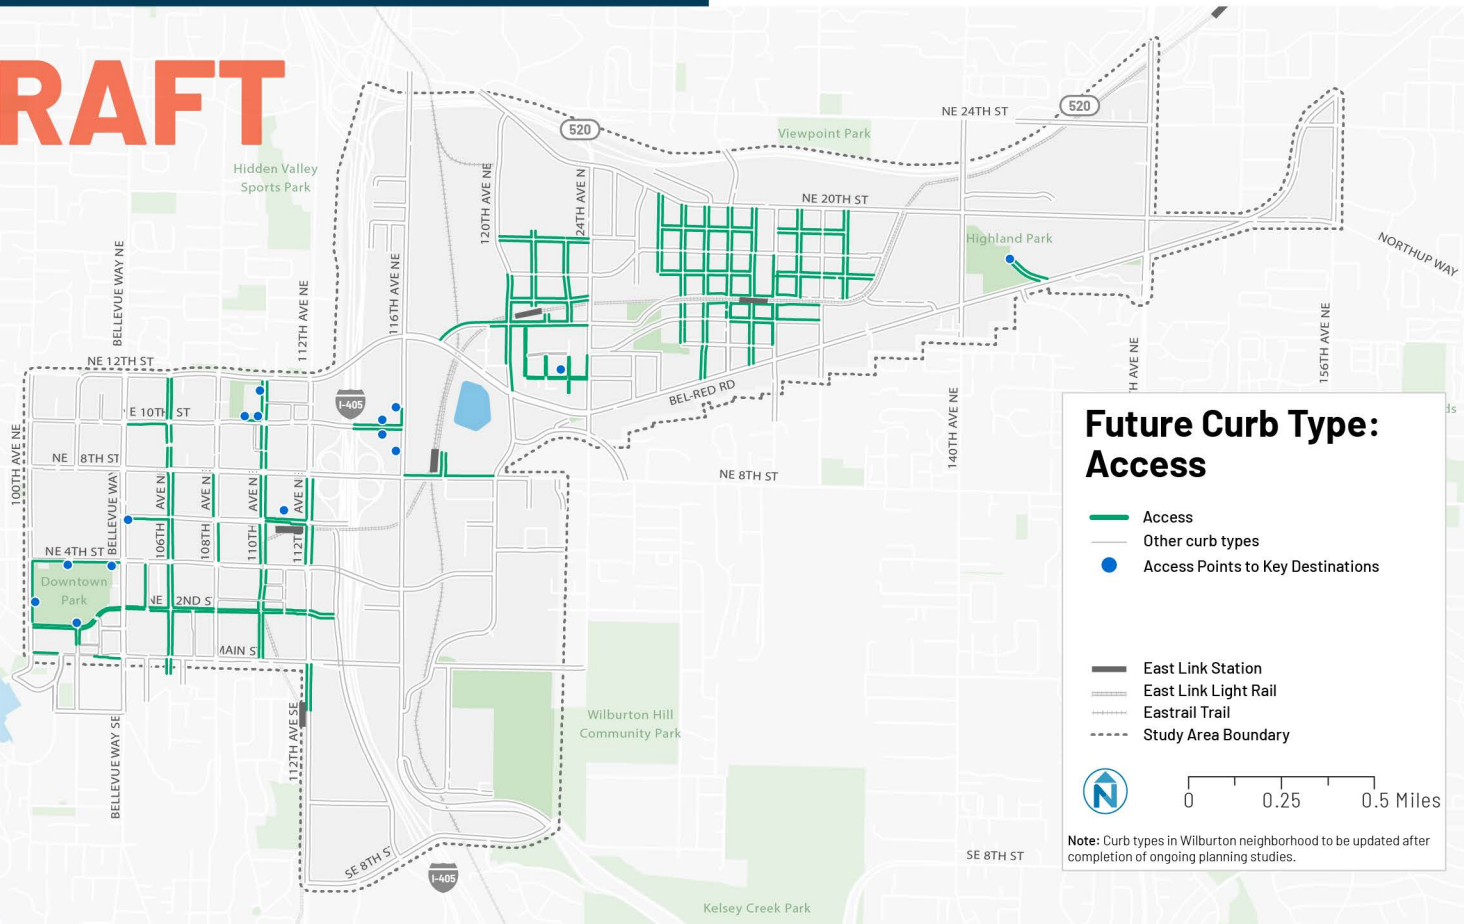 RAFT
520
NE 24TH ST
520
Viewpoint Park
Hidden Valley
Sports Park
120TH AVE NE
24TH AVE N
NE 20TH ST
Highland Park
NORTHUP WAY
BELLEVUE WAY NE
112TH AVE NE
116TH AVE NE
156TH AVE NE
TH AVE NE
140TH AVE NE
NE 12TH ST
I-405
BEL-RED RD
E 10TH ST
100TH AVE NE
NE 8TH ST
NE 8TH ST
BELLEVUE WAY
106TH AVE N
108TH AVE N
110TH AVE N
112T AVE N
NE 4TH ST
Downtown
Park
NE 2ND S
MAIN S
112TH AVE SE
BELLEVUE WAY SE
Wilburton Hill
Community Park
SE 8TH S
I-405
SE 8TH ST
Kelsey Creek Park
ds
Future Curb Type:
Access
Access
Other curb types
Access Points to Key Destinations
East Link Station
East Link Light Rail
Eastrail Trail
Study Area Boundary
N
0 0.25 0.5 Miles
Note: Curb types in Wilburton neighborhood to be updated after
completion of ongoing planning studies.